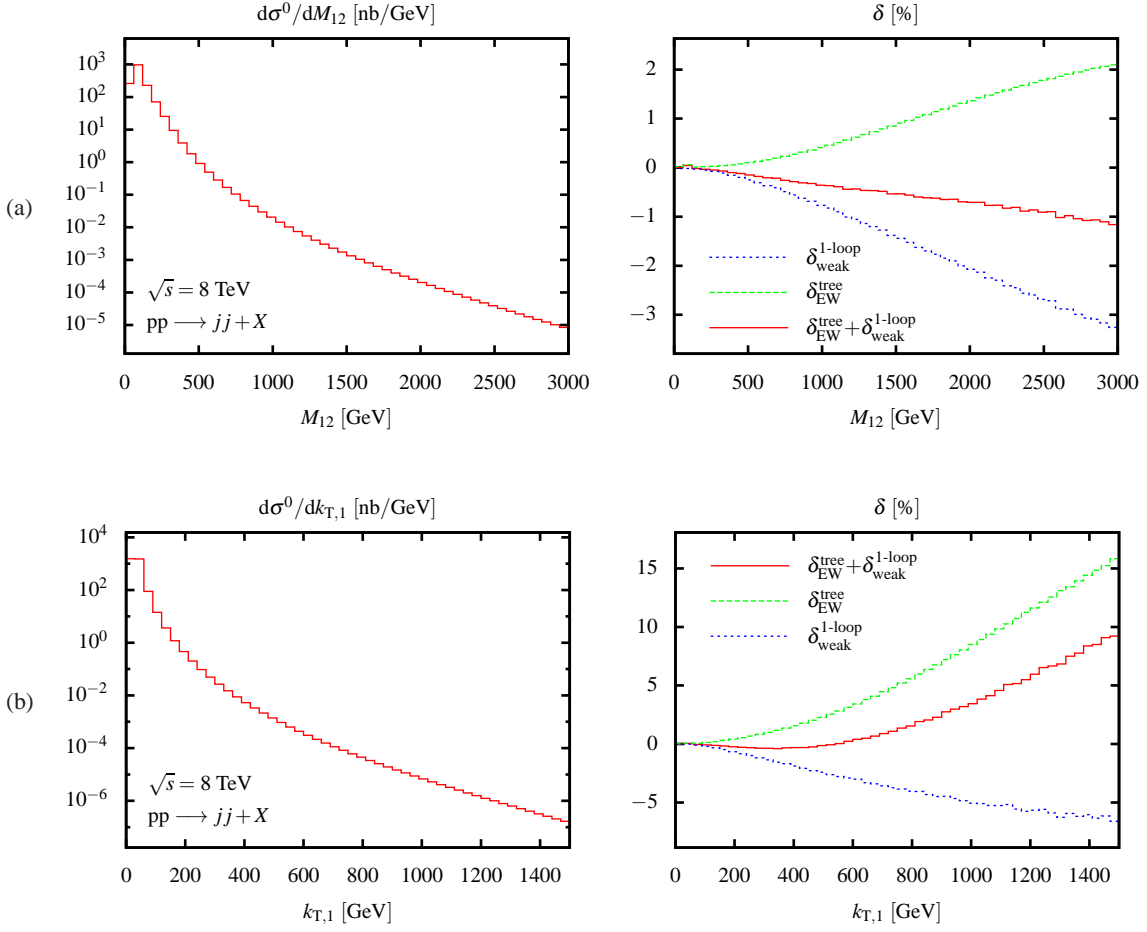 dσ⁰/dM₁₂ [nb/GeV]
δ [%]
(a)
10³
10²
10¹
10⁰
10⁻¹
10⁻²
10⁻³
10⁻⁴
10⁻⁵
√s = 8 TeV
pp ⟶ jj + X
0 500 1000 1500 2000 2500 3000
M₁₂ [GeV]
2
1
0
−1
−2
−3
δ_weak^1-loop
δ_EW^tree
δ_EW^tree + δ_weak^1-loop
0 500 1000 1500 2000 2500 3000
M₁₂ [GeV]
dσ⁰/dk_T,1 [nb/GeV]
δ [%]
(b)
10⁴
10²
10⁰
10⁻²
10⁻⁴
10⁻⁶
√s = 8 TeV
pp ⟶ jj + X
0 200 400 600 800 1000 1200 1400
k_T,1 [GeV]
15
10
5
0
−5
δ_EW^tree + δ_weak^1-loop
δ_EW^tree
δ_weak^1-loop
0 200 400 600 800 1000 1200 1400
k_T,1 [GeV]